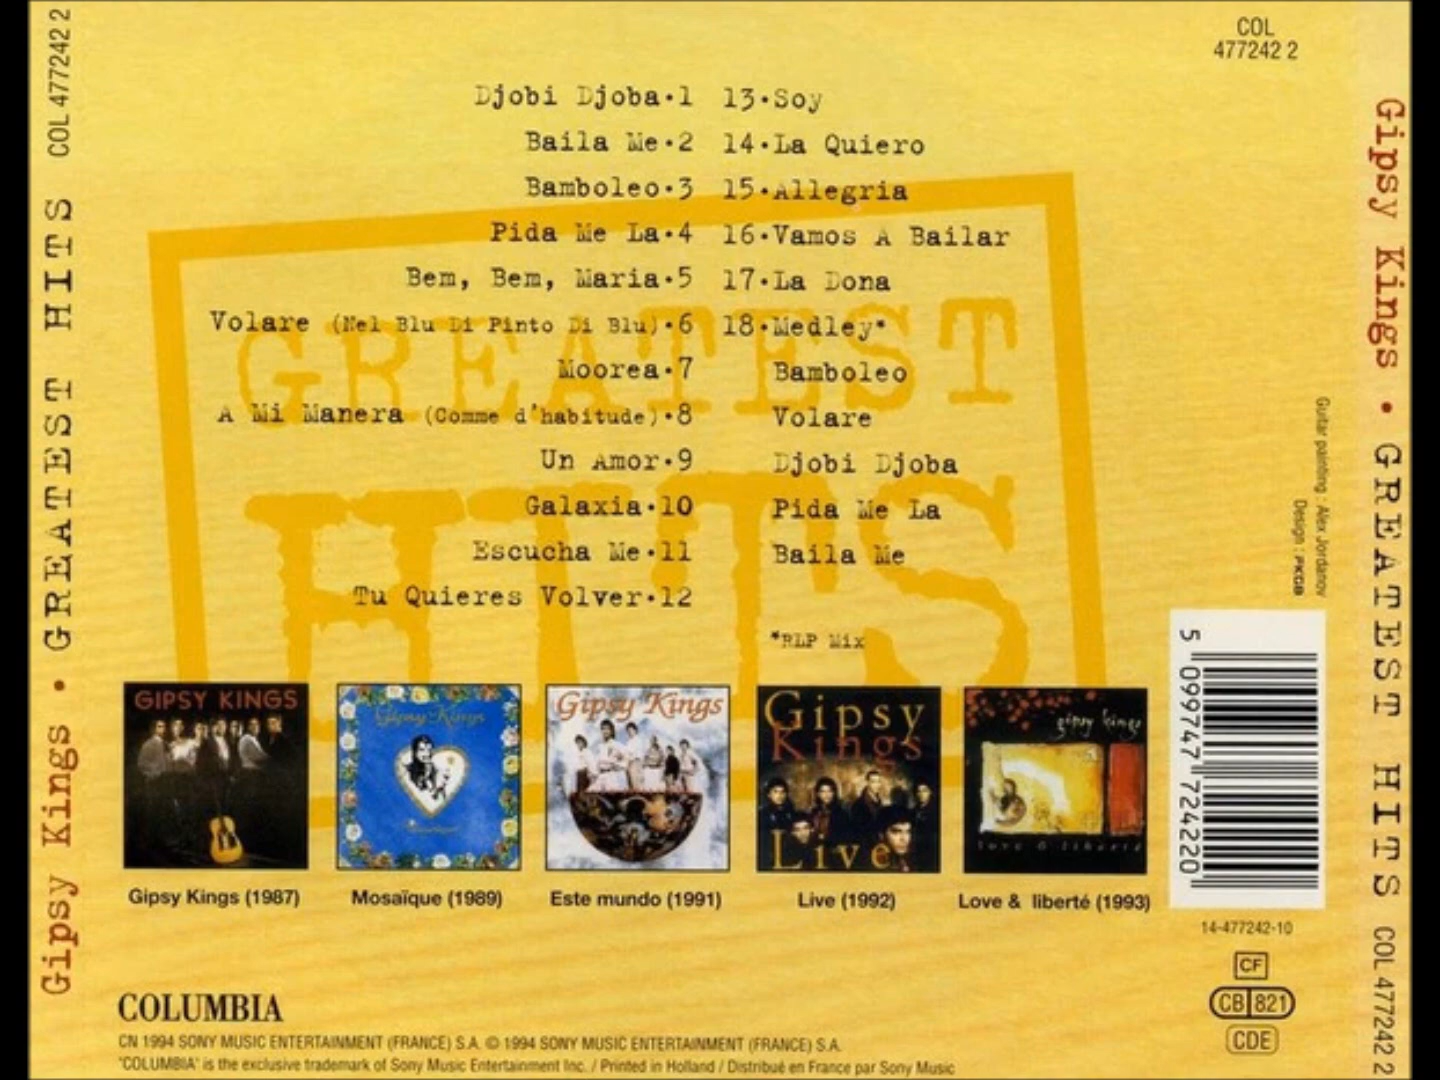 COL
477242 2
Djobi Djoba·1
Baila Me·2
Bamboleo·3
Pida Me La·4
Bem, Bem, Maria·5
Volare (Nel Blu Di Pinto Di Blu)·6
Moorea·7
A Mi Manera (Comme d'habitude)·8
Un Amor·9
Galaxia·10
Escucha Me·11
Tu Quieres Volver·12
13·Soy
14·La Quiero
15·Allegria
16·Vamos A Bailar
17·La Dona
18·Medley*
Bamboleo
Volare
Djobi Djoba
Pida Me La
Baila Me
*RLP Mix
GREATEST
HITS
Gipsy Kings • GREATEST HITS COL 477242 2
Gipsy Kings • GREATEST HITS COL 477242 2
Guitar painting : Alex Jordanov
Design : PKGB
GIPSY KINGS
Gipsy Kings
Gipsy Kings
Gipsy
Kings
Live
gipsy kings
love & liberté
Gipsy Kings (1987)
Mosaïque (1989)
Este mundo (1991)
Live (1992)
Love & liberté (1993)
5 099747 724220
14-477242-10
CF
CB 821
CDE
COLUMBIA
CN 1994 SONY MUSIC ENTERTAINMENT (FRANCE) S.A. © 1994 SONY MUSIC ENTERTAINMENT (FRANCE) S.A.
"COLUMBIA" is the exclusive trademark of Sony Music Entertainment Inc. / Printed in Holland / Distribué en France par Sony Music